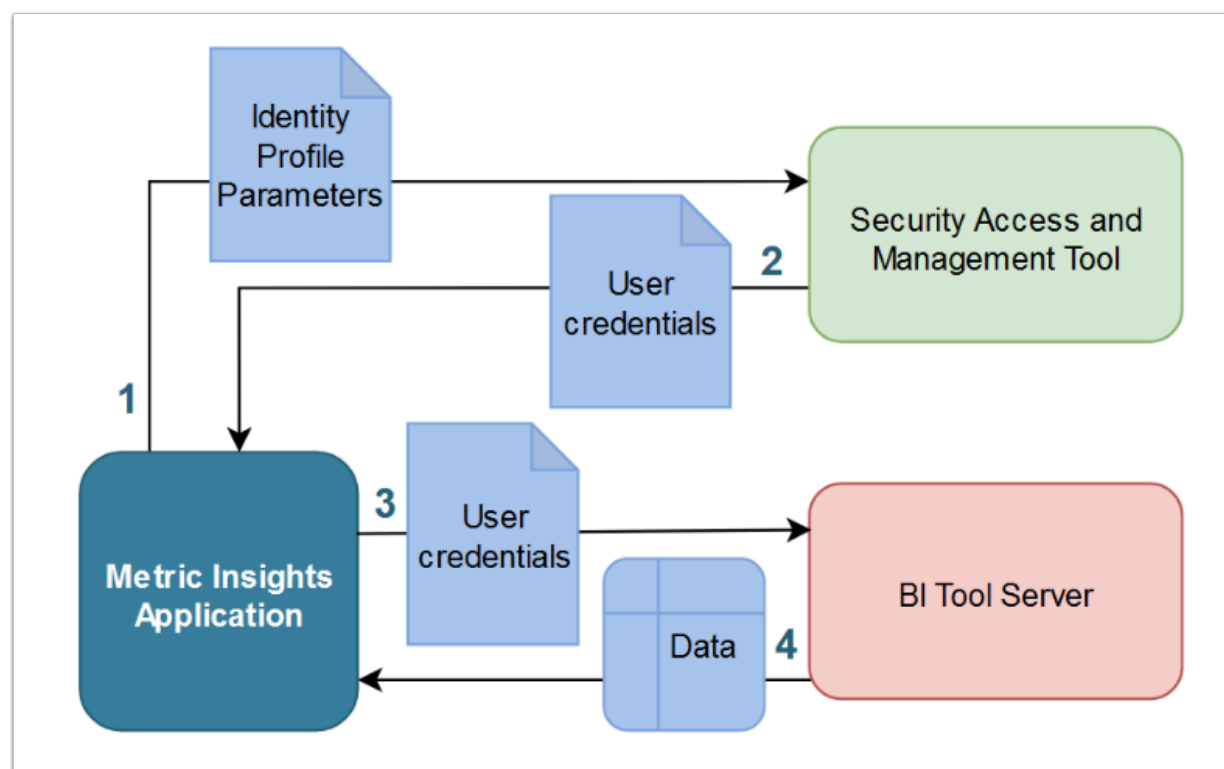 Identity
Profile
Parameters
Security Access and
Management Tool
2
User
credentials
1
3
User
credentials
Metric Insights
Application
BI Tool Server
Data
4